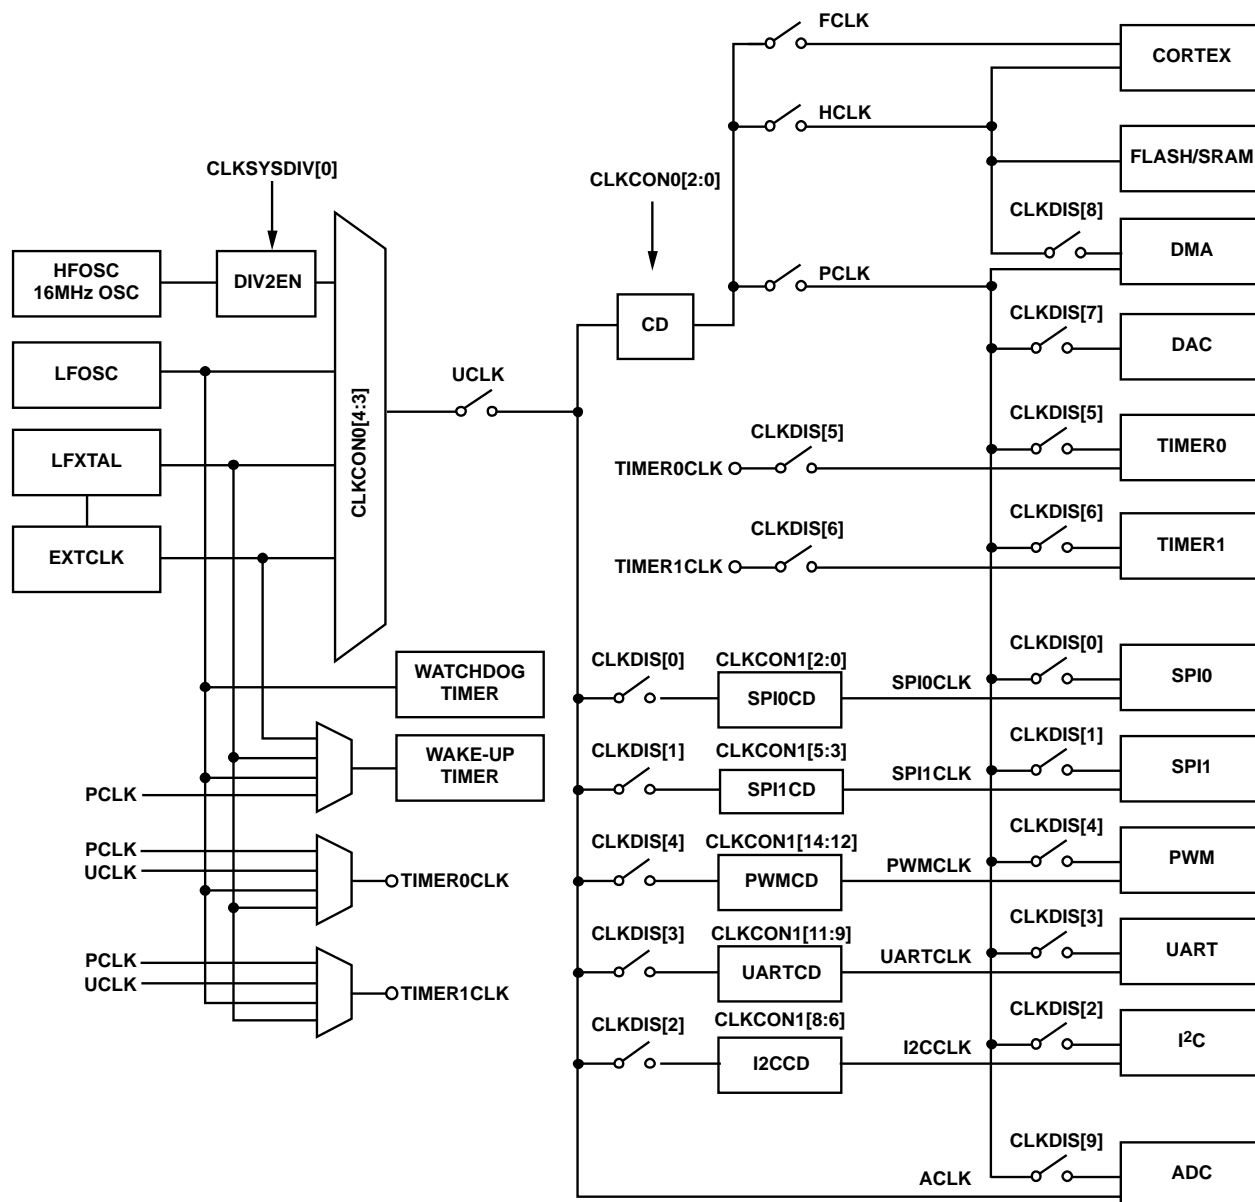 FCLK
CORTEX
HCLK
FLASH/SRAM
CLKSYSDIV[0]
CLKCON0[2:0]
CLKDIS[8]
DMA
HFOSC
16MHz OSC
DIV2EN
PCLK
CD
CLKDIS[7]
DAC
LFOSC
UCLK
CLKCON0[4:3]
CLKDIS[5]
TIMER0
LFXTAL
CLKDIS[5]
TIMER0CLK
EXTCLK
CLKDIS[6]
TIMER1
CLKDIS[6]
TIMER1CLK
WATCHDOG
TIMER
CLKDIS[0]
CLKCON1[2:0]
SPI0CD
SPI0CLK
CLKDIS[0]
SPI0
WAKE-UP
TIMER
PCLK
CLKDIS[1]
CLKCON1[5:3]
SPI1CD
SPI1CLK
CLKDIS[1]
SPI1
PCLK
UCLK
TIMER0CLK
CLKDIS[4]
CLKCON1[14:12]
PWMCD
PWMCLK
CLKDIS[4]
PWM
PCLK
UCLK
TIMER1CLK
CLKDIS[3]
CLKCON1[11:9]
UARTCD
UARTCLK
CLKDIS[3]
UART
CLKDIS[2]
CLKCON1[8:6]
I2CCD
I2CCLK
CLKDIS[2]
I2C
ACLK
CLKDIS[9]
ADC